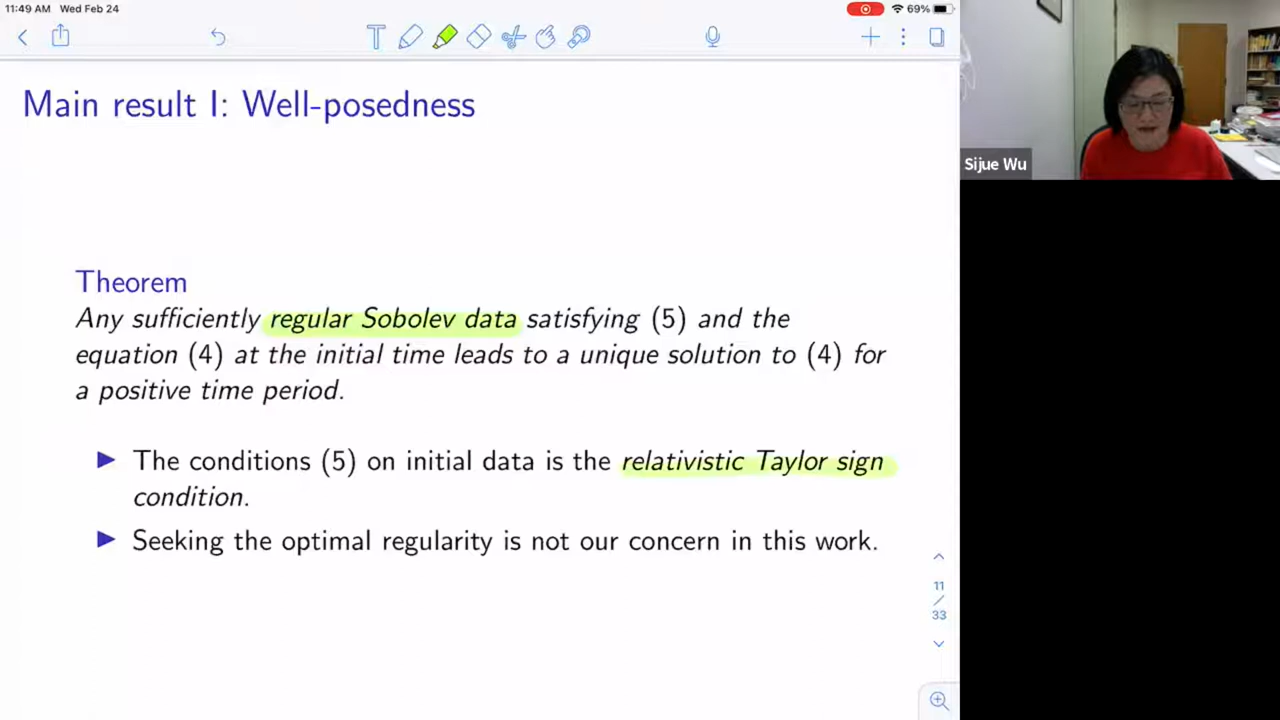 11:49 AM Wed Feb 24
69%
Main result I: Well-posedness
Sijue Wu
Theorem
Any sufficiently regular Sobolev data satisfying (5) and the
equation (4) at the initial time leads to a unique solution to (4) for
a positive time period.
The conditions (5) on initial data is the relativistic Taylor sign
condition.
Seeking the optimal regularity is not our concern in this work.
11
/
33